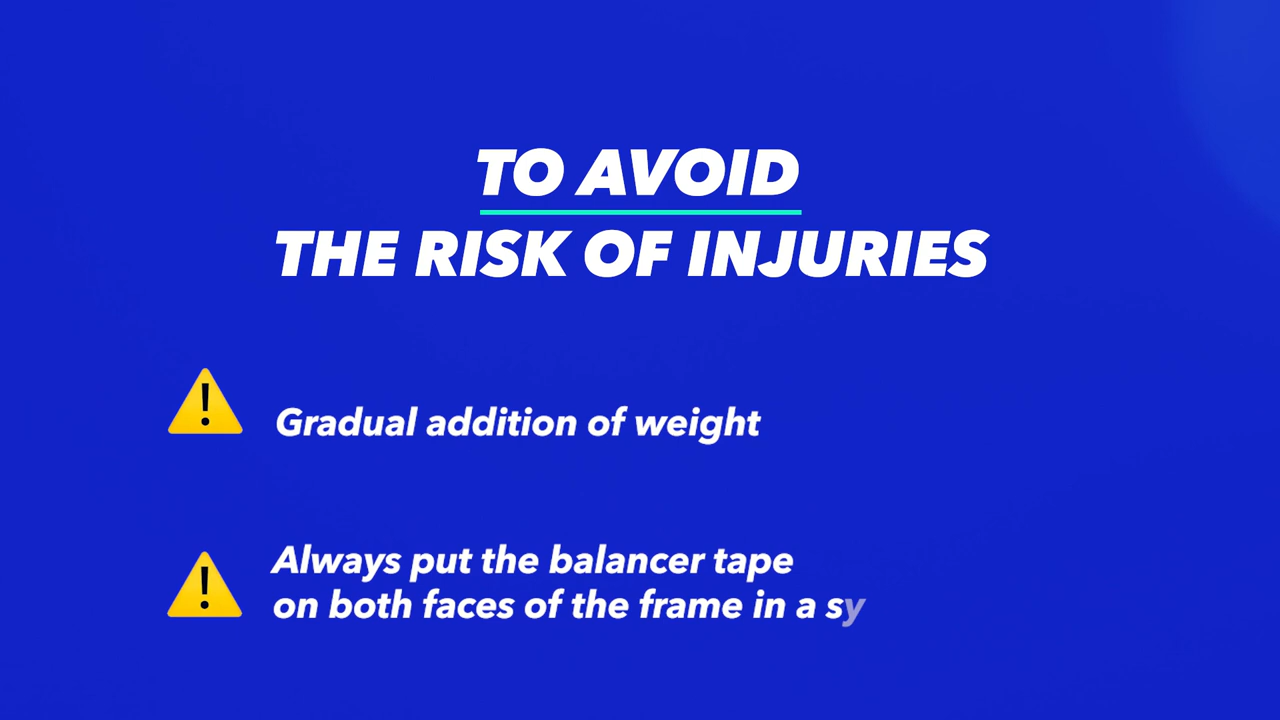 TO AVOID
THE RISK OF INJURIES
Gradual addition of weight
Always put the balancer tape
on both faces of the frame in a sy